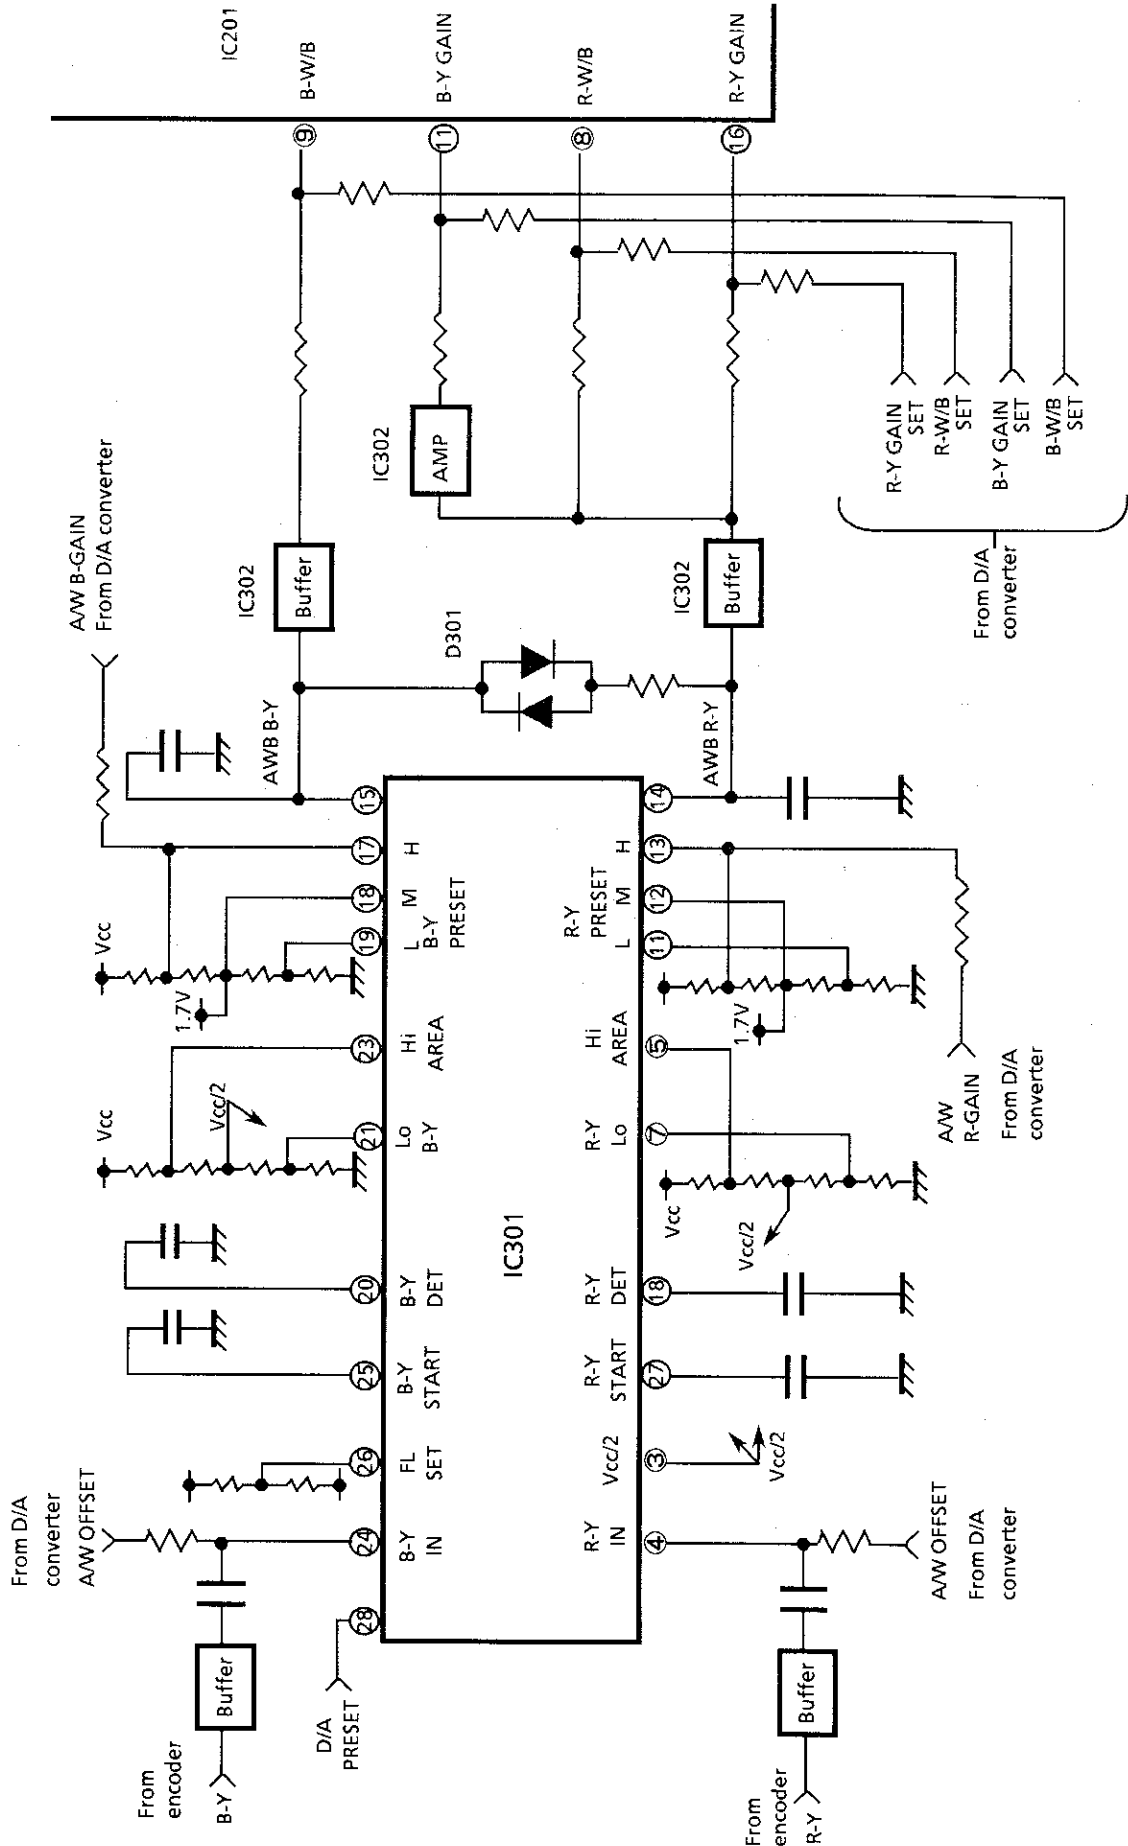 From D/A
converter
A/W OFFSET
From
encoder
B-Y
Buffer
D/A
PRESET
28
24
B-Y
IN
26
FL
SET
25
B-Y
START
20
B-Y
DET
Vcc
Vcc/2
21
Lo
B-Y
23
Hi
AREA
Vcc
1.7V
19
L
18
M
17
H
B-Y
PRESET
15
A/W B-GAIN
From D/A converter
AWB B-Y
IC301
4
R-Y
IN
3
Vcc/2
Vcc/2
27
R-Y
START
18
R-Y
DET
7
R-Y
Lo
5
Hi
AREA
Vcc
Vcc/2
11
L
12
M
13
H
R-Y
PRESET
1.7V
14
AWB R-Y
From
encoder
R-Y
Buffer
A/W OFFSET
From D/A
converter
A/W
R-GAIN
From D/A
converter
D301
IC302
Buffer
IC302
Buffer
IC302
AMP
IC201
9
B-W/B
11
B-Y GAIN
8
R-W/B
16
R-Y GAIN
R-Y GAIN
SET
R-W/B
SET
B-Y GAIN
SET
B-W/B
SET
From D/A
converter